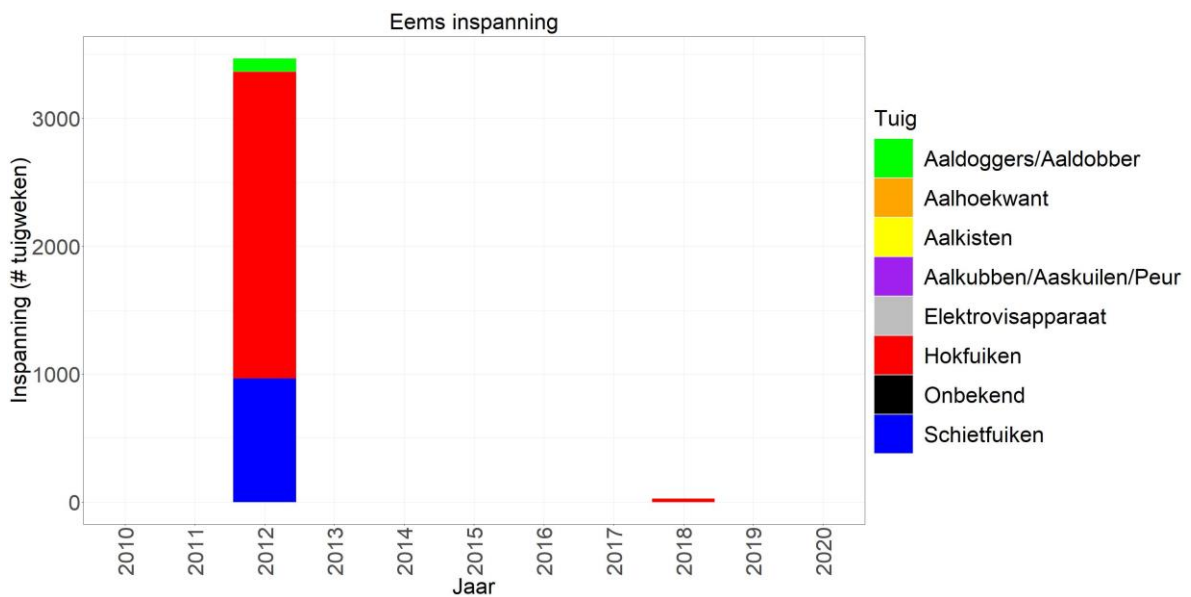 Eems inspanning
Inspanning (# tuigweken)
3000
2000
1000
0
2010
2011
2012
2013
2014
2015
2016
2017
2018
2019
2020
Jaar
Tuig
Aaldoggers/Aaldobber
Aalhoekwant
Aalkisten
Aalkubben/Aaskuilen/Peur
Elektrovisapparaat
Hokfuiken
Onbekend
Schietfuiken